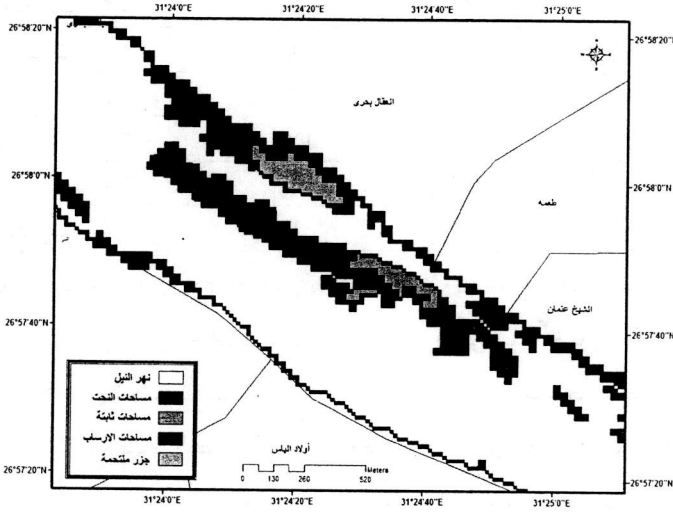 31°24'0"E 31°24'20"E 31°24'40"E 31°25'0"E
26°58'20"N 26°58'20"N
العقال بحرى
26°58'0"N 26°58'0"N
طعمه
الشيخ عثمان
26°57'40"N 26°57'40"N
نهر النيل
مساحات النحت
مساحات ثابتة
مساحات الارساب
جزر ملتحمة
أولاد الياس
Meters
0 130 260 520
26°57'20"N 26°57'20"N
31°24'0"E 31°24'20"E 31°24'40"E 31°25'0"E